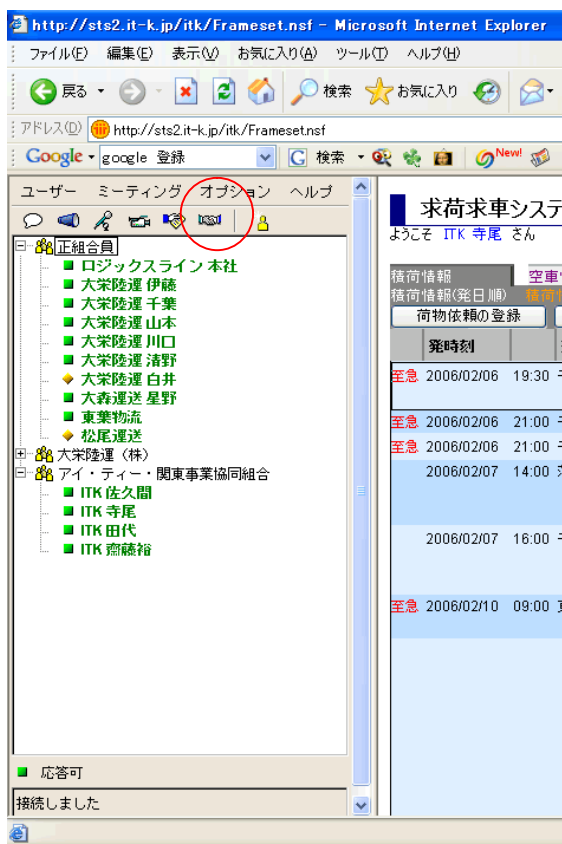 http://sts2.it-k.jp/itk/Frameset.nsf - Microsoft Internet Explorer
ファイル(F) 編集(E) 表示(V) お気に入り(A) ツール(T) ヘルプ(H)
戻る 検索 お気に入り
アドレス(D) http://sts2.it-k.jp/itk/Frameset.nsf
Google google 登録 G 検索 New!
ユーザー ミーティング オプション ヘルプ
求荷求車システ
ようこそ ITK 寺尾 さん
正組合員
ロジックスライン 本社
大栄陸運 伊藤
大栄陸運 千葉
大栄陸運 山本
大栄陸運 川口
大栄陸運 清野
大栄陸運 白井
大森運送 星野
東葉物流
松尾運送
大栄陸運（株）
アイ・ティー・関東事業協同組合
ITK 佐久間
ITK 寺尾
ITK 田代
ITK 齋藤裕
積荷情報 空車
積荷情報(発日順) 積荷
荷物依頼の登録
発時刻
至急 2006/02/06 19:30
至急 2006/02/06 21:00
至急 2006/02/06 21:00
2006/02/07 14:00
2006/02/07 16:00
至急 2006/02/10 09:00
応答可
接続しました